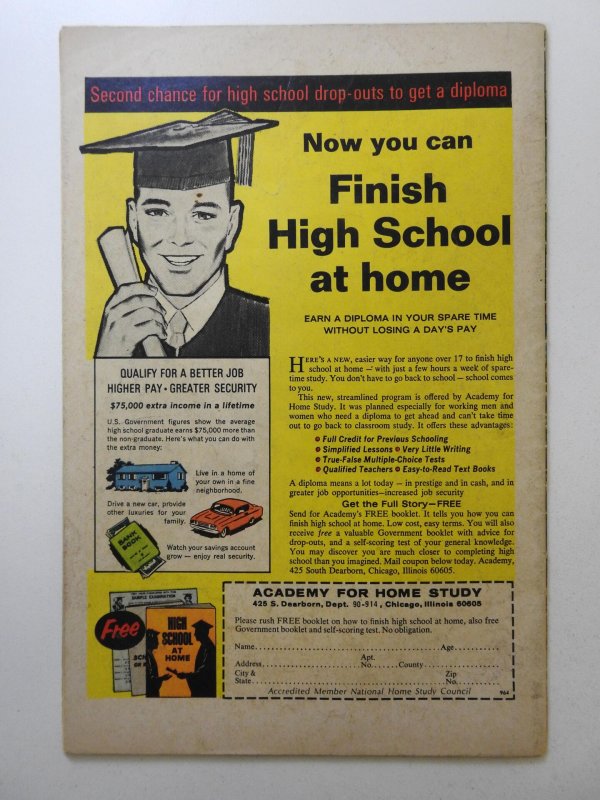 Second chance for high school drop-outs to get a diploma
Now you can
Finish
High School
at home
EARN A DIPLOMA IN YOUR SPARE TIME
WITHOUT LOSING A DAY'S PAY
QUALIFY FOR A BETTER JOB
HIGHER PAY • GREATER SECURITY
$75,000 extra income in a lifetime
U.S. Government figures show the average
high school graduate earns $75,000 more than
the non-graduate. Here's what you can do with
the extra money:
Live in a home of
your own in a fine
neighborhood.
Drive a new car, provide
other luxuries for your
family.
BANK
BOOK
Watch your savings account
grow — enjoy real security.
HERE'S A NEW, easier way for anyone over 17 to finish high
school at home — with just a few hours a week of spare-
time study. You don't have to go back to school — school comes
to you.
This new, streamlined program is offered by Academy for
Home Study. It was planned especially for working men and
women who need a diploma to get ahead and can't take time
out to go back to classroom study. It offers these advantages:
• Full Credit for Previous Schooling
• Simplified Lessons • Very Little Writing
• True-False Multiple-Choice Tests
• Qualified Teachers • Easy-to-Read Text Books
A diploma means a lot today — in prestige and in cash, and in
greater job opportunities—increased job security
Get the Full Story—FREE
Send for Academy's FREE booklet. It tells you how you can
finish high school at home. Low cost, easy terms. You will also
receive free a valuable Government booklet with advice for
drop-outs, and a self-scoring test of your general knowledge.
You may discover you are much closer to completing high
school than you imagined. Mail coupon below today. Academy,
425 South Dearborn, Chicago, Illinois 60605.
SAMPLE EXAMINATION
Free
HIGH
SCHOOL
AT
HOME
ACADEMY FOR HOME STUDY
425 S. Dearborn, Dept. 90-914, Chicago, Illinois 60605
Please rush FREE booklet on how to finish high school at home, also free
Government booklet and self-scoring test. No obligation.
Name Age
Apt.
Address No. County
City & Zip
State No.
Accredited Member National Home Study Council 964